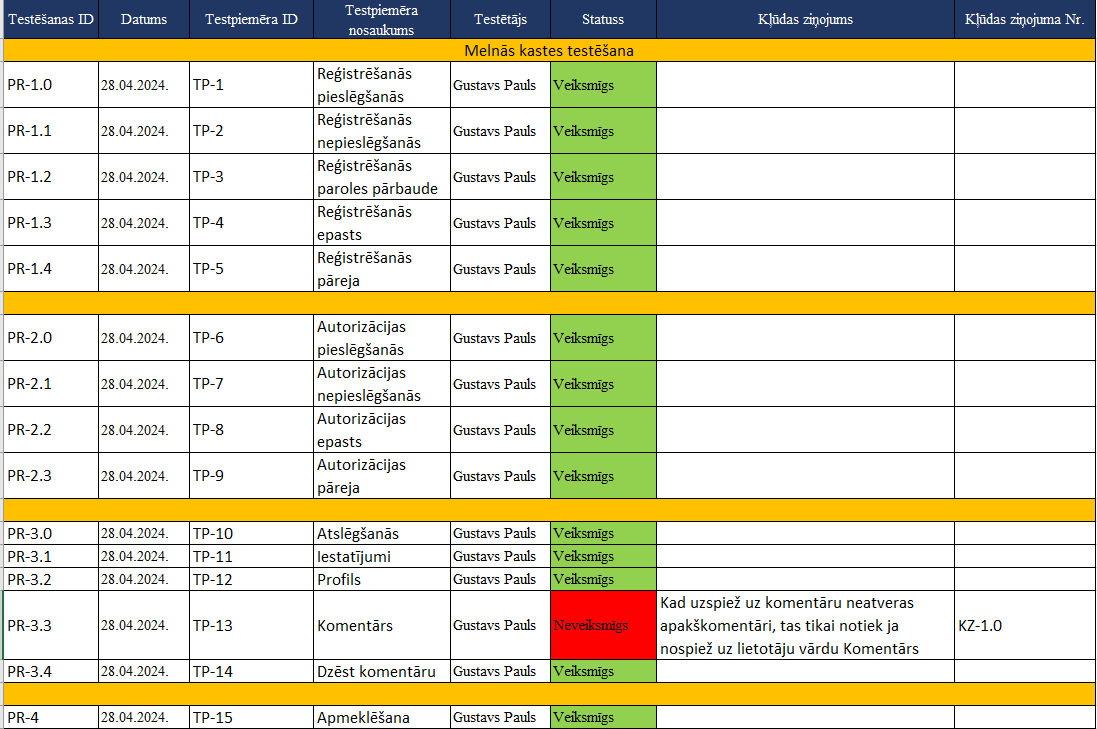 Testēšanas ID Datums Testpiemēra ID Testpiemēra nosaukums Testētājs Statuss Kļūdas ziņojums Kļūdas ziņojuma Nr.
Melnās kastes testēšana
PR-1.0 28.04.2024. TP-1 Reģistrēšanās pieslēgšanās Gustavs Pauls Veiksmīgs
PR-1.1 28.04.2024. TP-2 Reģistrēšanās nepieslēgšanās Gustavs Pauls Veiksmīgs
PR-1.2 28.04.2024. TP-3 Reģistrēšanās paroles pārbaude Gustavs Pauls Veiksmīgs
PR-1.3 28.04.2024. TP-4 Reģistrēšanās epasts Gustavs Pauls Veiksmīgs
PR-1.4 28.04.2024. TP-5 Reģistrēšanās pāreja Gustavs Pauls Veiksmīgs
PR-2.0 28.04.2024. TP-6 Autorizācijas pieslēgšanās Gustavs Pauls Veiksmīgs
PR-2.1 28.04.2024. TP-7 Autorizācijas nepieslēgšanās Gustavs Pauls Veiksmīgs
PR-2.2 28.04.2024. TP-8 Autorizācijas epasts Gustavs Pauls Veiksmīgs
PR-2.3 28.04.2024. TP-9 Autorizācijas pāreja Gustavs Pauls Veiksmīgs
PR-3.0 28.04.2024. TP-10 Atslēgšanās Gustavs Pauls Veiksmīgs
PR-3.1 28.04.2024. TP-11 Iestatījumi Gustavs Pauls Veiksmīgs
PR-3.2 28.04.2024. TP-12 Profils Gustavs Pauls Veiksmīgs
PR-3.3 28.04.2024. TP-13 Komentārs Gustavs Pauls Neveiksmīgs Kad uzspiež uz komentāru neatveras apakškomentāri, tas tikai notiek ja nospiež uz lietotāju vārdu Komentārs KZ-1.0
PR-3.4 28.04.2024. TP-14 Dzēst komentāru Gustavs Pauls Veiksmīgs
PR-4 28.04.2024. TP-15 Apmeklēšana Gustavs Pauls Veiksmīgs